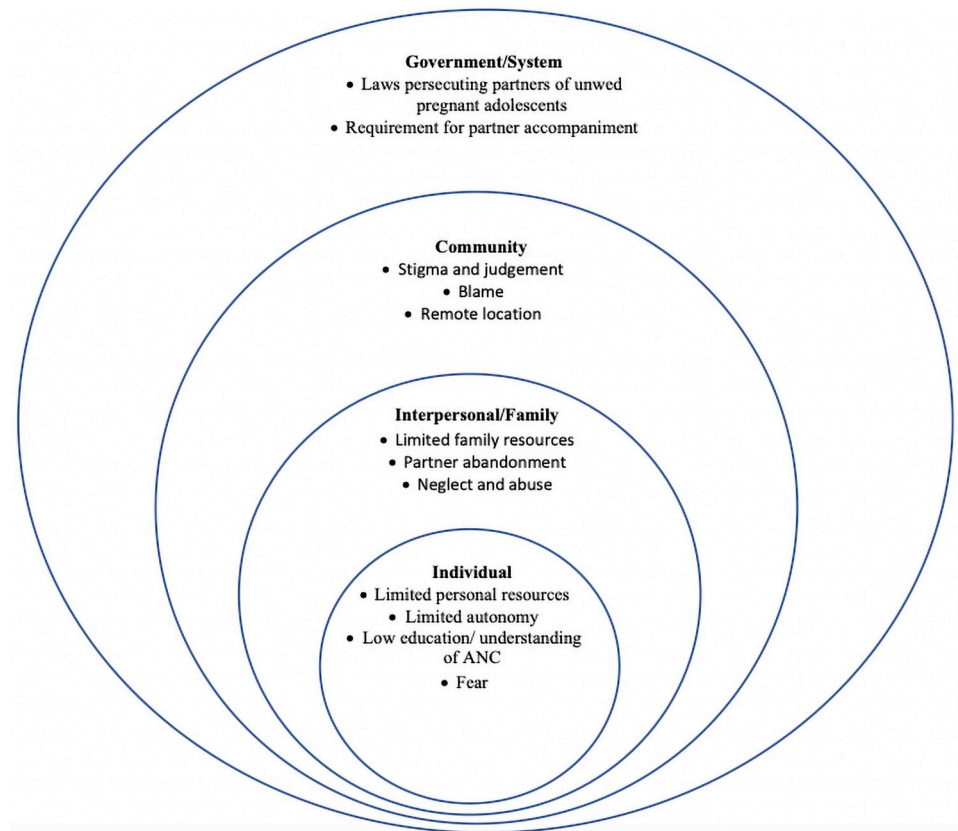 Government/System
• Laws persecuting partners of unwed
pregnant adolescents
• Requirement for partner accompaniment
Community
• Stigma and judgement
• Blame
• Remote location
Interpersonal/Family
• Limited family resources
• Partner abandonment
• Neglect and abuse
Individual
• Limited personal resources
• Limited autonomy
• Low education/ understanding
of ANC
• Fear